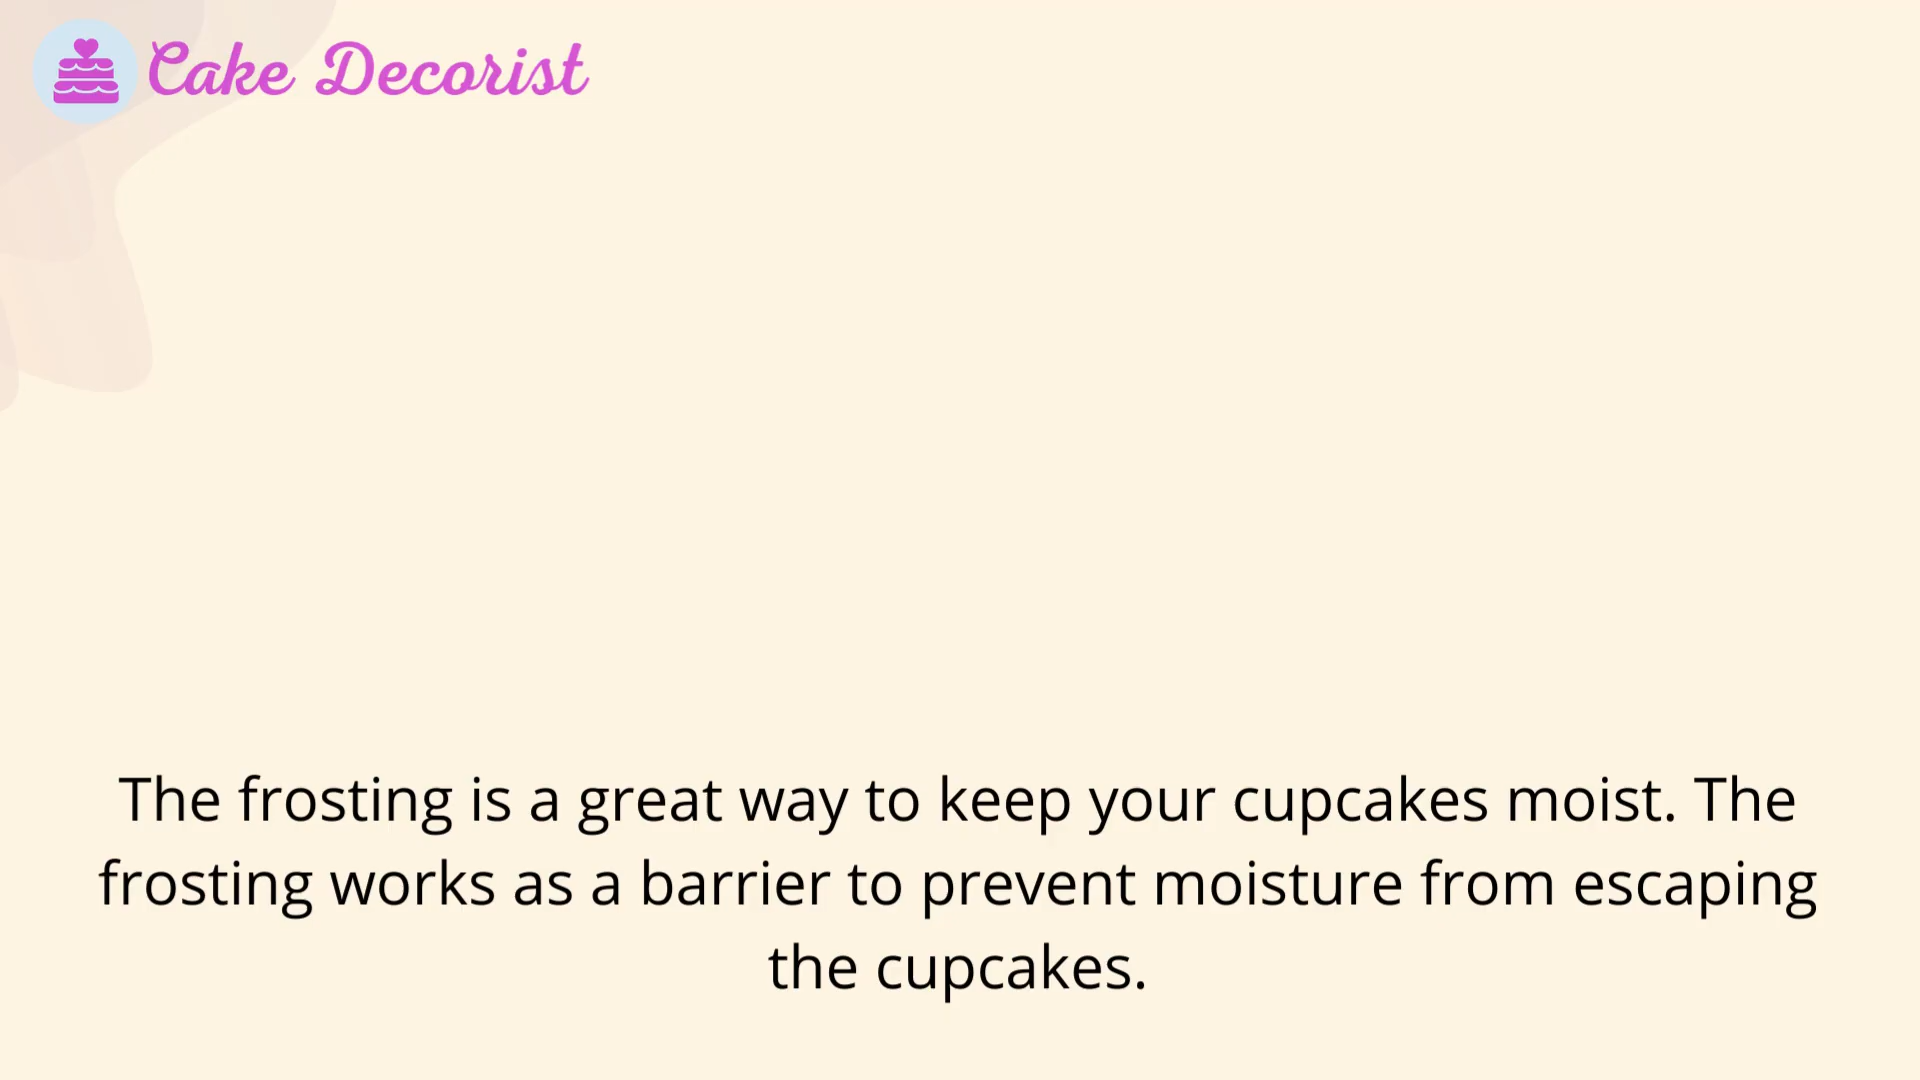 Cake Decorist
The frosting is a great way to keep your cupcakes moist. The
frosting works as a barrier to prevent moisture from escaping
the cupcakes.